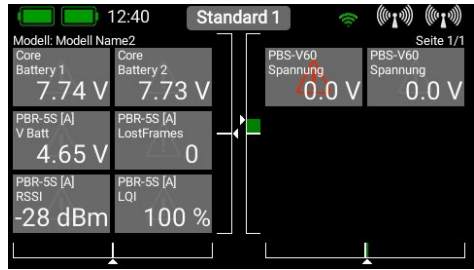 12:40
Standard 1
Modell: Modell Name2
Seite 1/1
Core
Battery 1
7.74 V
Core
Battery 2
7.73 V
PBS-V60
Spannung
0.0 V
PBS-V60
Spannung
0.0 V
PBR-5S [A]
V Batt
4.65 V
PBR-5S [A]
LostFrames
0
PBR-5S [A]
RSSI
-28 dBm
PBR-5S [A]
LQI
100 %